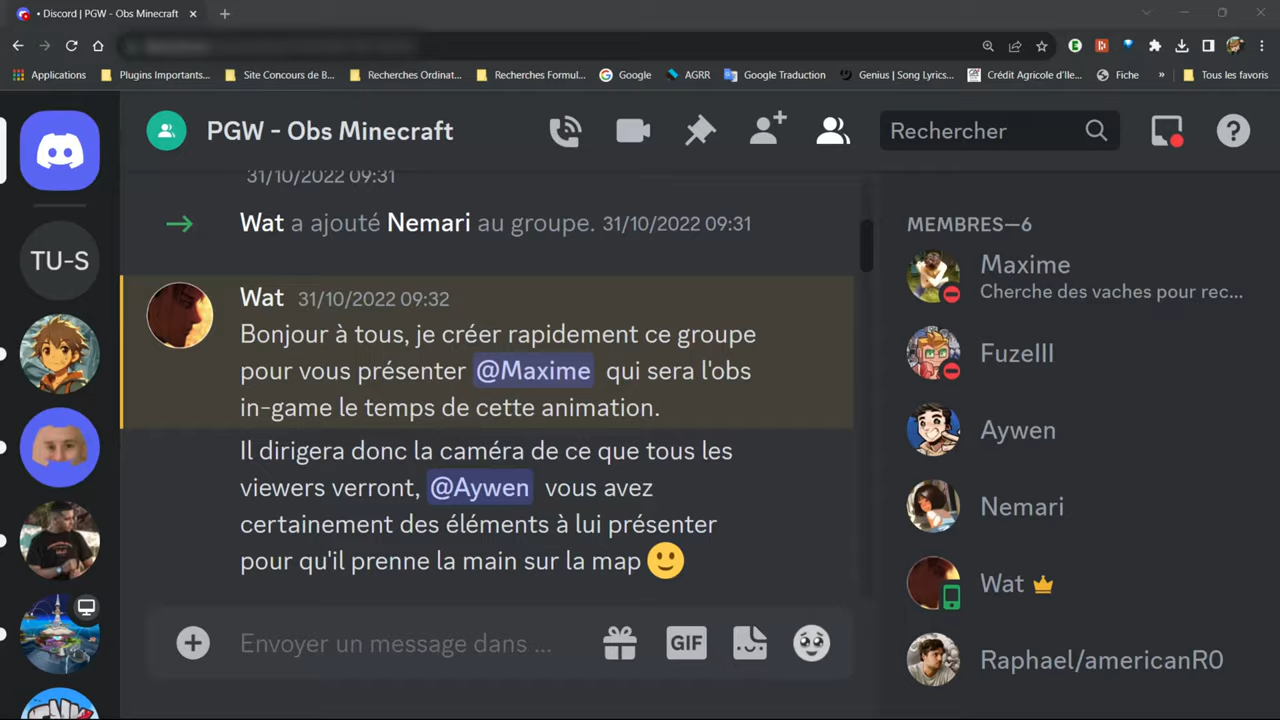 • Discord | PGW - Obs Minecraft
Applications
Plugins Importants...
Site Concours de B...
Recherches Ordinat...
Recherches Formul...
Google
AGRR
Google Traduction
Genius | Song Lyrics...
Crédit Agricole d'Ile...
Fiche
»
Tous les favoris
PGW - Obs Minecraft
Rechercher
31/10/2022 09:31
Wat a ajouté Nemari au groupe. 31/10/2022 09:31
Wat 31/10/2022 09:32
Bonjour à tous, je créer rapidement ce groupe
pour vous présenter @Maxime qui sera l'obs
in-game le temps de cette animation.
Il dirigera donc la caméra de ce que tous les
viewers verront, @Aywen vous avez
certainement des éléments à lui présenter
pour qu'il prenne la main sur la map 🙂
Envoyer un message dans ...
GIF
TU-S
MEMBRES—6
Maxime
Cherche des vaches pour rec...
Fuzelll
Aywen
Nemari
Wat
Raphael/americanR0